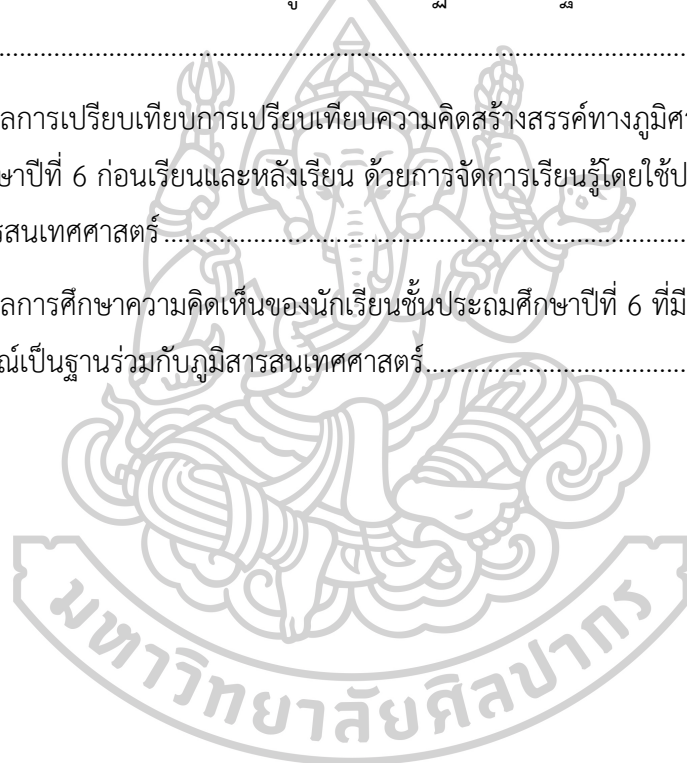 ....................................................................................................
ลการเปรียบเทียบการเปรียบเทียบความคิดสร้างสรรค์ทางภูมิศา
ษาปีที่ 6 ก่อนเรียนและหลังเรียน ด้วยการจัดการเรียนรู้โดยใช้ป
รสนเทศศาสตร์....................................................................................
ลการศึกษาความคิดเห็นของนักเรียนชั้นประถมศึกษาปีที่ 6 ที่มี
ณ์เป็นฐานร่วมกับภูมิสารสนเทศศาสตร์..........................................
มหาวิทยาลัยศิลปากร